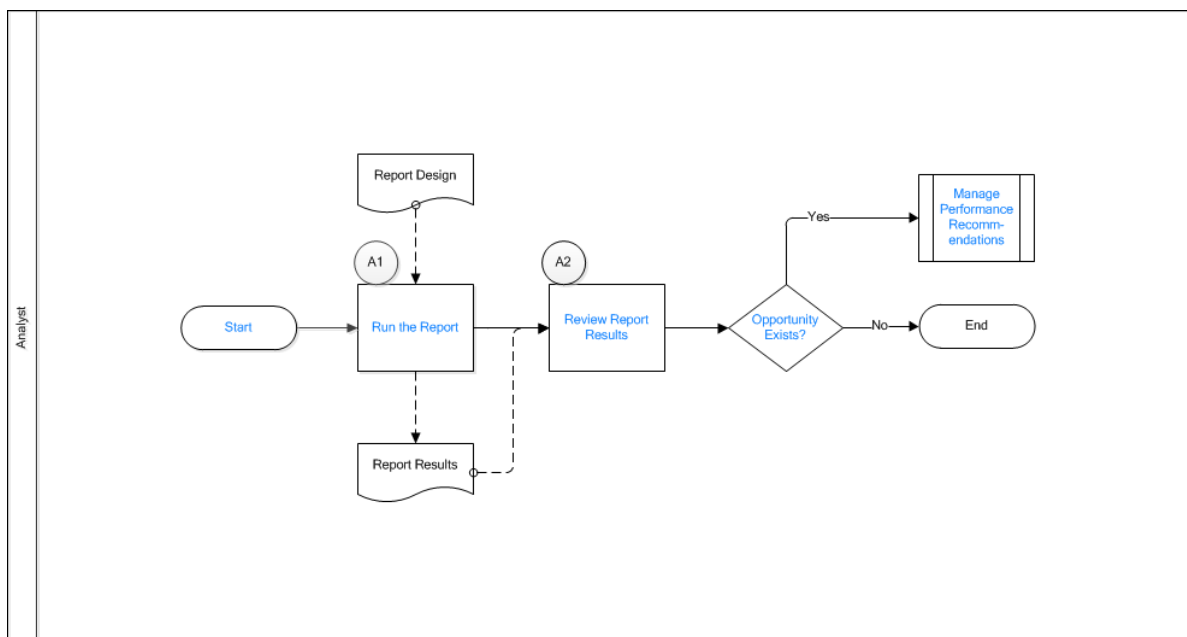 Analyst
Report Design
A1
A2
Start
Run the Report
Review Report
Results
Opportunity
Exists?
Yes
Manage
Performance
Recomm-
endations
No
End
Report Results